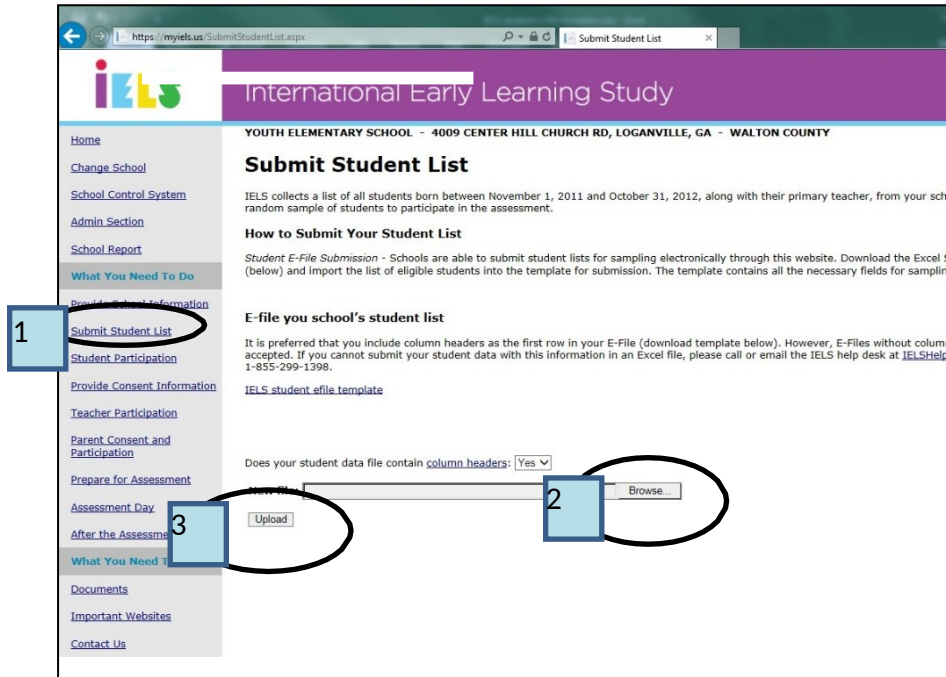 https://myiels.us/SubmitStudentList.aspx
Submit Student List
iELS
International Early Learning Study
YOUTH ELEMENTARY SCHOOL - 4009 CENTER HILL CHURCH RD, LOGANVILLE, GA - WALTON COUNTY
Home
Change School
School Control System
Admin Section
School Report
What You Need To Do
Provide School Information
1
Submit Student List
Student Participation
Provide Consent Information
Teacher Participation
Parent Consent and
Participation
Prepare for Assessment
Assessment Day
After the Assessme
What You Need T
Documents
Important Websites
Contact Us
Submit Student List
IELS collects a list of all students born between November 1, 2011 and October 31, 2012, along with their primary teacher, from your sch
random sample of students to participate in the assessment.
How to Submit Your Student List
Student E-File Submission - Schools are able to submit student lists for sampling electronically through this website. Download the Excel S
(below) and import the list of eligible students into the template for submission. The template contains all the necessary fields for samplin
E-file you school's student list
It is preferred that you include column headers as the first row in your E-File (download template below). However, E-Files without colum
accepted. If you cannot submit your student data with this information in an Excel file, please call or email the IELS help desk at IELSHelp
1-855-299-1398.
IELS student efile template
Does your student data file contain column headers: Yes
New file: 2 Browse...
3 Upload